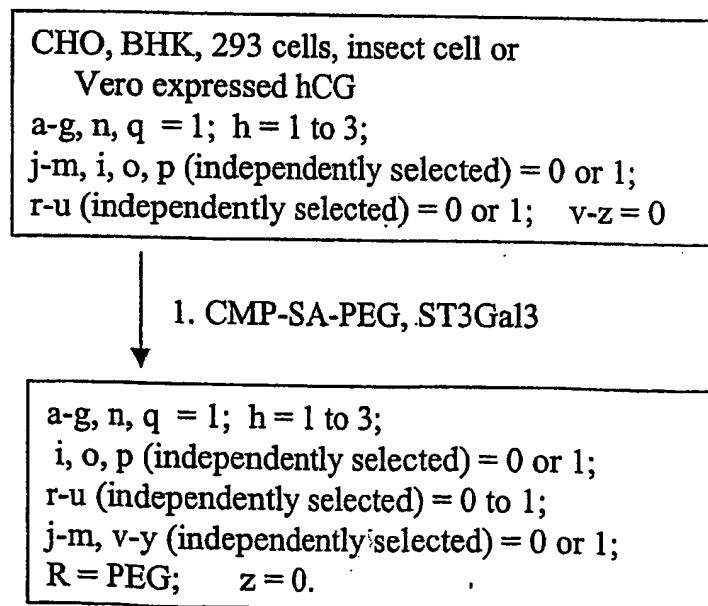 CHO, BHK, 293 cells, insect cell or
Vero expressed hCG
a-g, n, q = 1; h = 1 to 3;
j-m, i, o, p (independently selected) = 0 or 1;
r-u (independently selected) = 0 or 1; v-z = 0
1. CMP-SA-PEG, ST3Gal3
a-g, n, q = 1; h = 1 to 3;
i, o, p (independently selected) = 0 or 1;
r-u (independently selected) = 0 to 1;
j-m, v-y (independently selected) = 0 or 1;
R = PEG; z = 0.